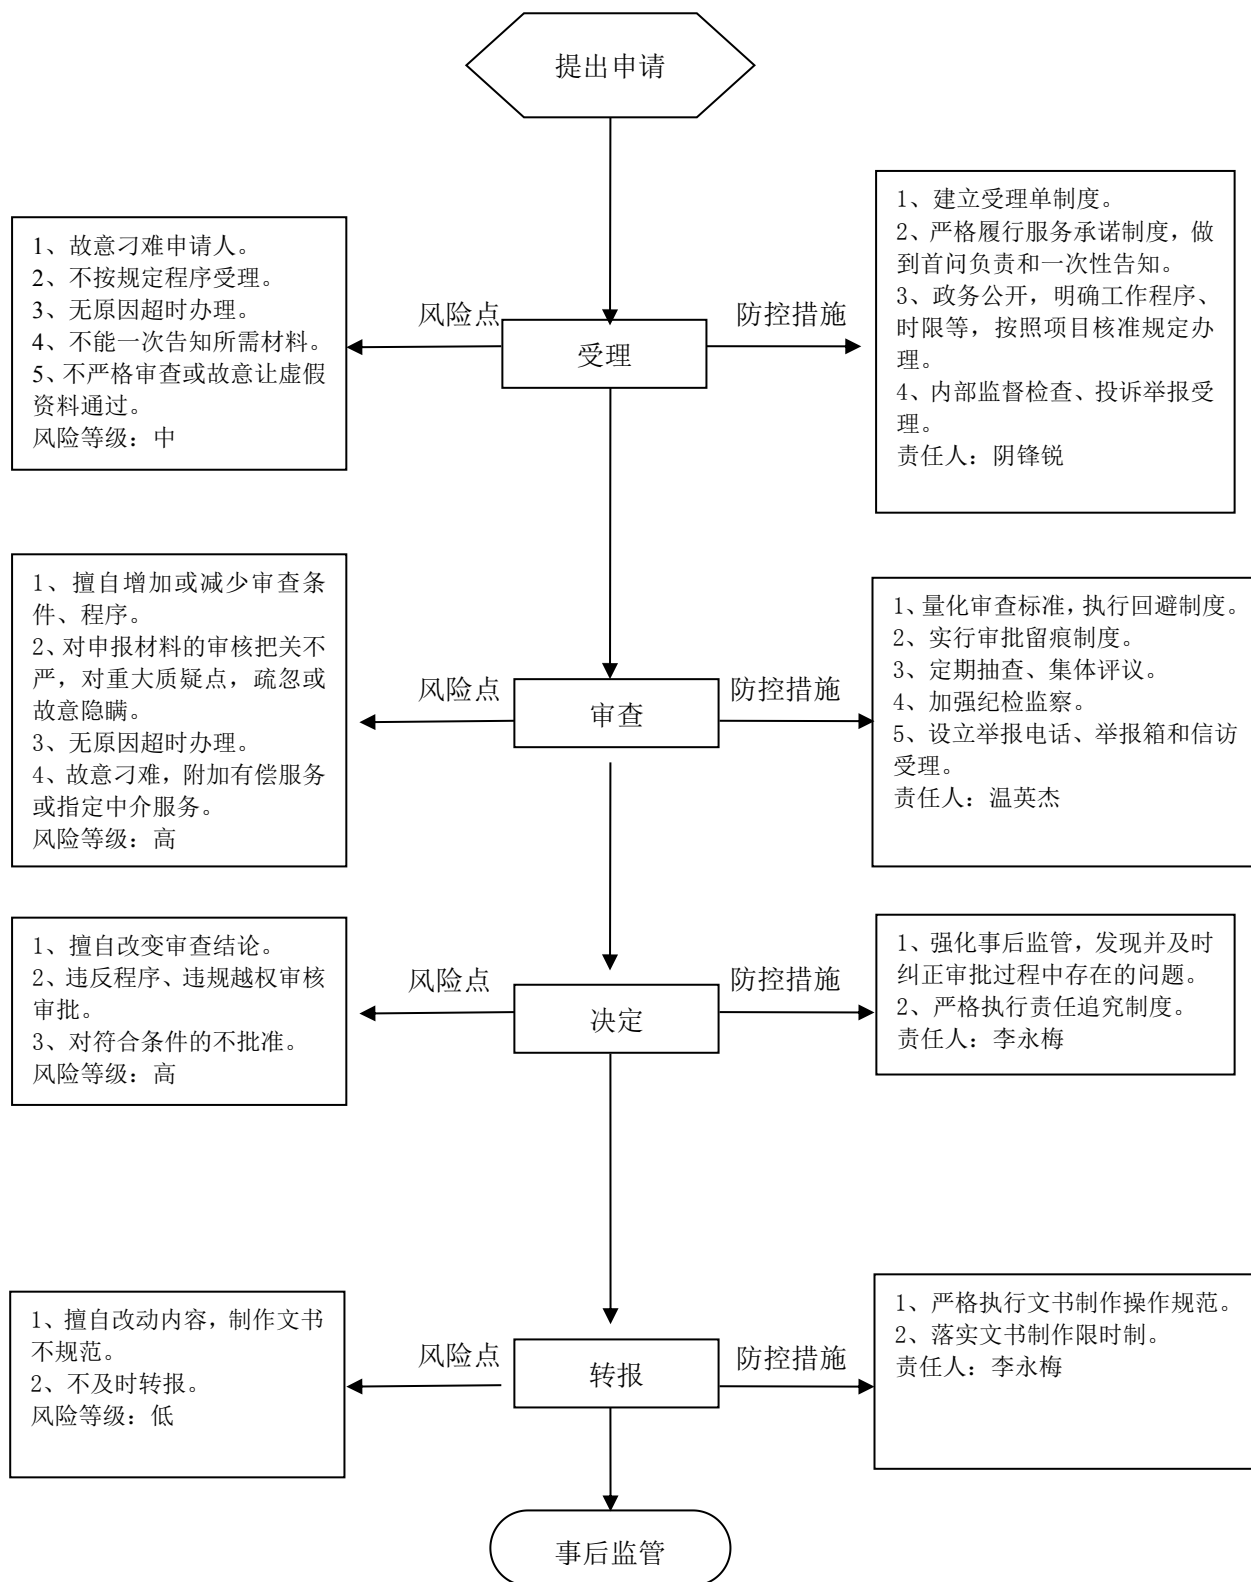 提出申请
1、故意刁难申请人。
2、不按规定程序受理。
3、无原因超时办理。
4、不能一次告知所需材料。
5、不严格审查或故意让虚假
资料通过。
风险等级：中
风险点
受理
防控措施
1、建立受理单制度。
2、严格履行服务承诺制度，做
到首问负责和一次性告知。
3、政务公开，明确工作程序、
时限等，按照项目核准规定办
理。
4、内部监督检查、投诉举报受
理。
责任人：阴锋锐
1、擅自增加或减少审查条
件、程序。
2、对申报材料的审核把关不
严，对重大质疑点，疏忽或
故意隐瞒。
3、无原因超时办理。
4、故意刁难，附加有偿服务
或指定中介服务。
风险等级：高
风险点
审查
防控措施
1、量化审查标准，执行回避制度。
2、实行审批留痕制度。
3、定期抽查、集体评议。
4、加强纪检监察。
5、设立举报电话、举报箱和信访
受理。
责任人：温英杰
1、擅自改变审查结论。
2、违反程序、违规越权审核
审批。
3、对符合条件的不批准。
风险等级：高
风险点
决定
防控措施
1、强化事后监管，发现并及时
纠正审批过程中存在的问题。
2、严格执行责任追究制度。
责任人：李永梅
1、擅自改动内容，制作文书
不规范。
2、不及时转报。
风险等级：低
风险点
转报
防控措施
1、严格执行文书制作操作规范。
2、落实文书制作限时制。
责任人：李永梅
事后监管